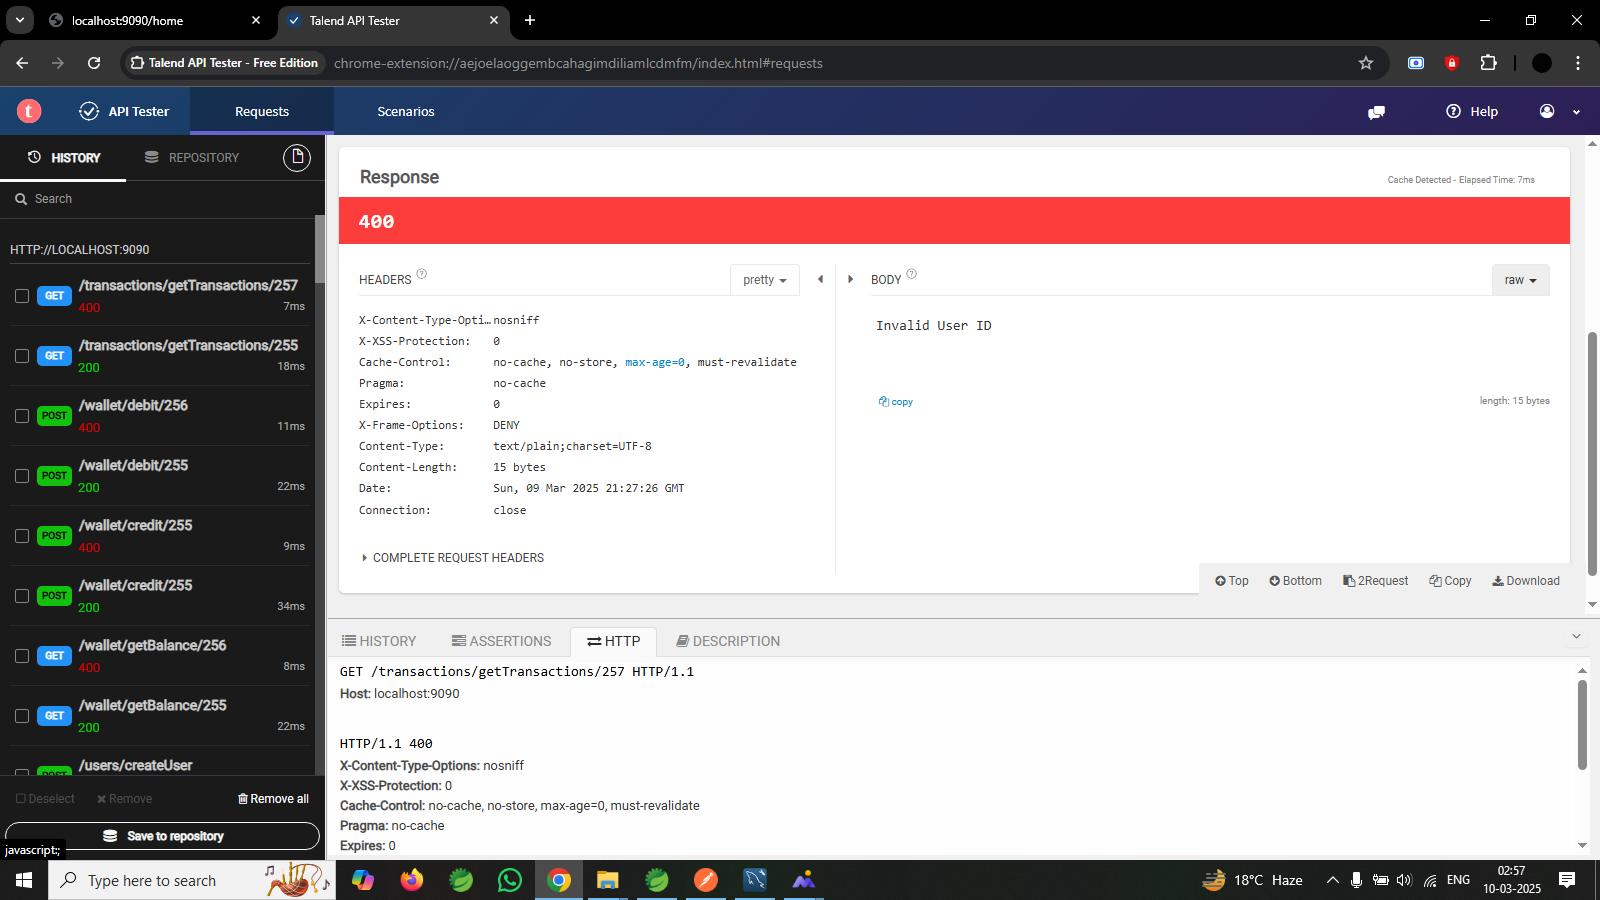 localhost:9090/home
Talend API Tester
Talend API Tester - Free Edition
chrome-extension://aejoelaoggembcahagimdiliamlcdmfm/index.html#requests
t
API Tester
Requests
Scenarios
Help
HISTORY
REPOSITORY
Search
HTTP://LOCALHOST:9090
GET /transactions/getTransactions/257
400 7ms
GET /transactions/getTransactions/255
200 18ms
POST /wallet/debit/256
400 11ms
POST /wallet/debit/255
200 22ms
POST /wallet/credit/255
400 9ms
POST /wallet/credit/255
200 34ms
GET /wallet/getBalance/256
400 8ms
GET /wallet/getBalance/255
200 22ms
POST /users/createUser
Deselect
Remove
Remove all
Save to repository
javascript:;
Response
Cache Detected - Elapsed Time: 7ms
400
HEADERS
pretty
X-Content-Type-Opti… nosniff
X-XSS-Protection: 0
Cache-Control: no-cache, no-store, max-age=0, must-revalidate
Pragma: no-cache
Expires: 0
X-Frame-Options: DENY
Content-Type: text/plain;charset=UTF-8
Content-Length: 15 bytes
Date: Sun, 09 Mar 2025 21:27:26 GMT
Connection: close
COMPLETE REQUEST HEADERS
BODY
raw
Invalid User ID
copy
length: 15 bytes
Top
Bottom
2Request
Copy
Download
HISTORY
ASSERTIONS
HTTP
DESCRIPTION
GET /transactions/getTransactions/257 HTTP/1.1
Host: localhost:9090
HTTP/1.1 400
X-Content-Type-Options: nosniff
X-XSS-Protection: 0
Cache-Control: no-cache, no-store, max-age=0, must-revalidate
Pragma: no-cache
Expires: 0
Type here to search
18°C Haze
ENG
02:57
10-03-2025